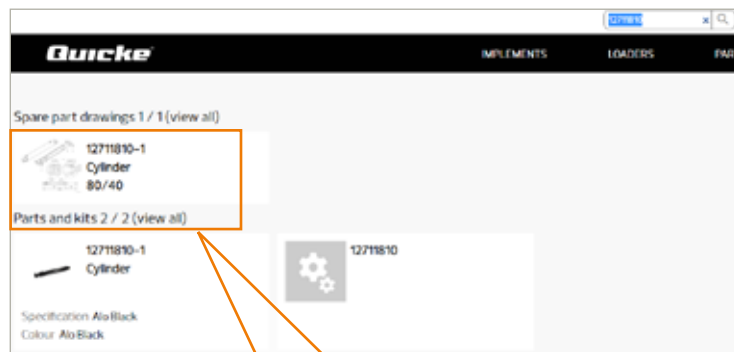 12711810
x
Quicke
IMPLEMENTS LOADERS PAR
Spare part drawings 1 / 1 (view all)
12711810-1
Cylinder
80/40
Parts and kits 2 / 2 (view all)
12711810-1
Cylinder
12711810
Specification Alo Black
Colour Alo Black